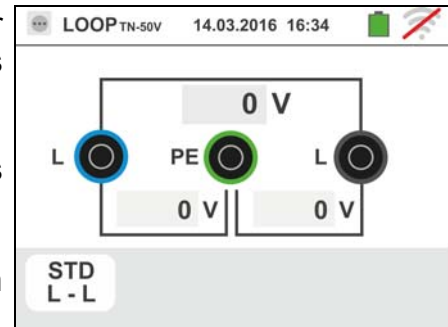 LOOP TN-50V 14.03.2016 16:34
0 V
L PE L
0 V 0 V
STD
L - L